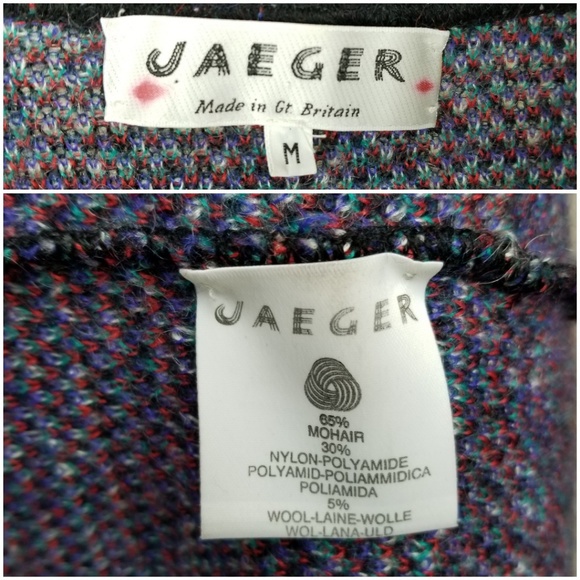 JAEGER
Made in Gt. Britain
M
JAEGER
65%
MOHAIR
30%
NYLON-POLYAMIDE
POLYAMID-POLIAMMIDICA
POLIAMIDA
5%
WOOL-LAINE-WOLLE
WOL-LANA-ULD